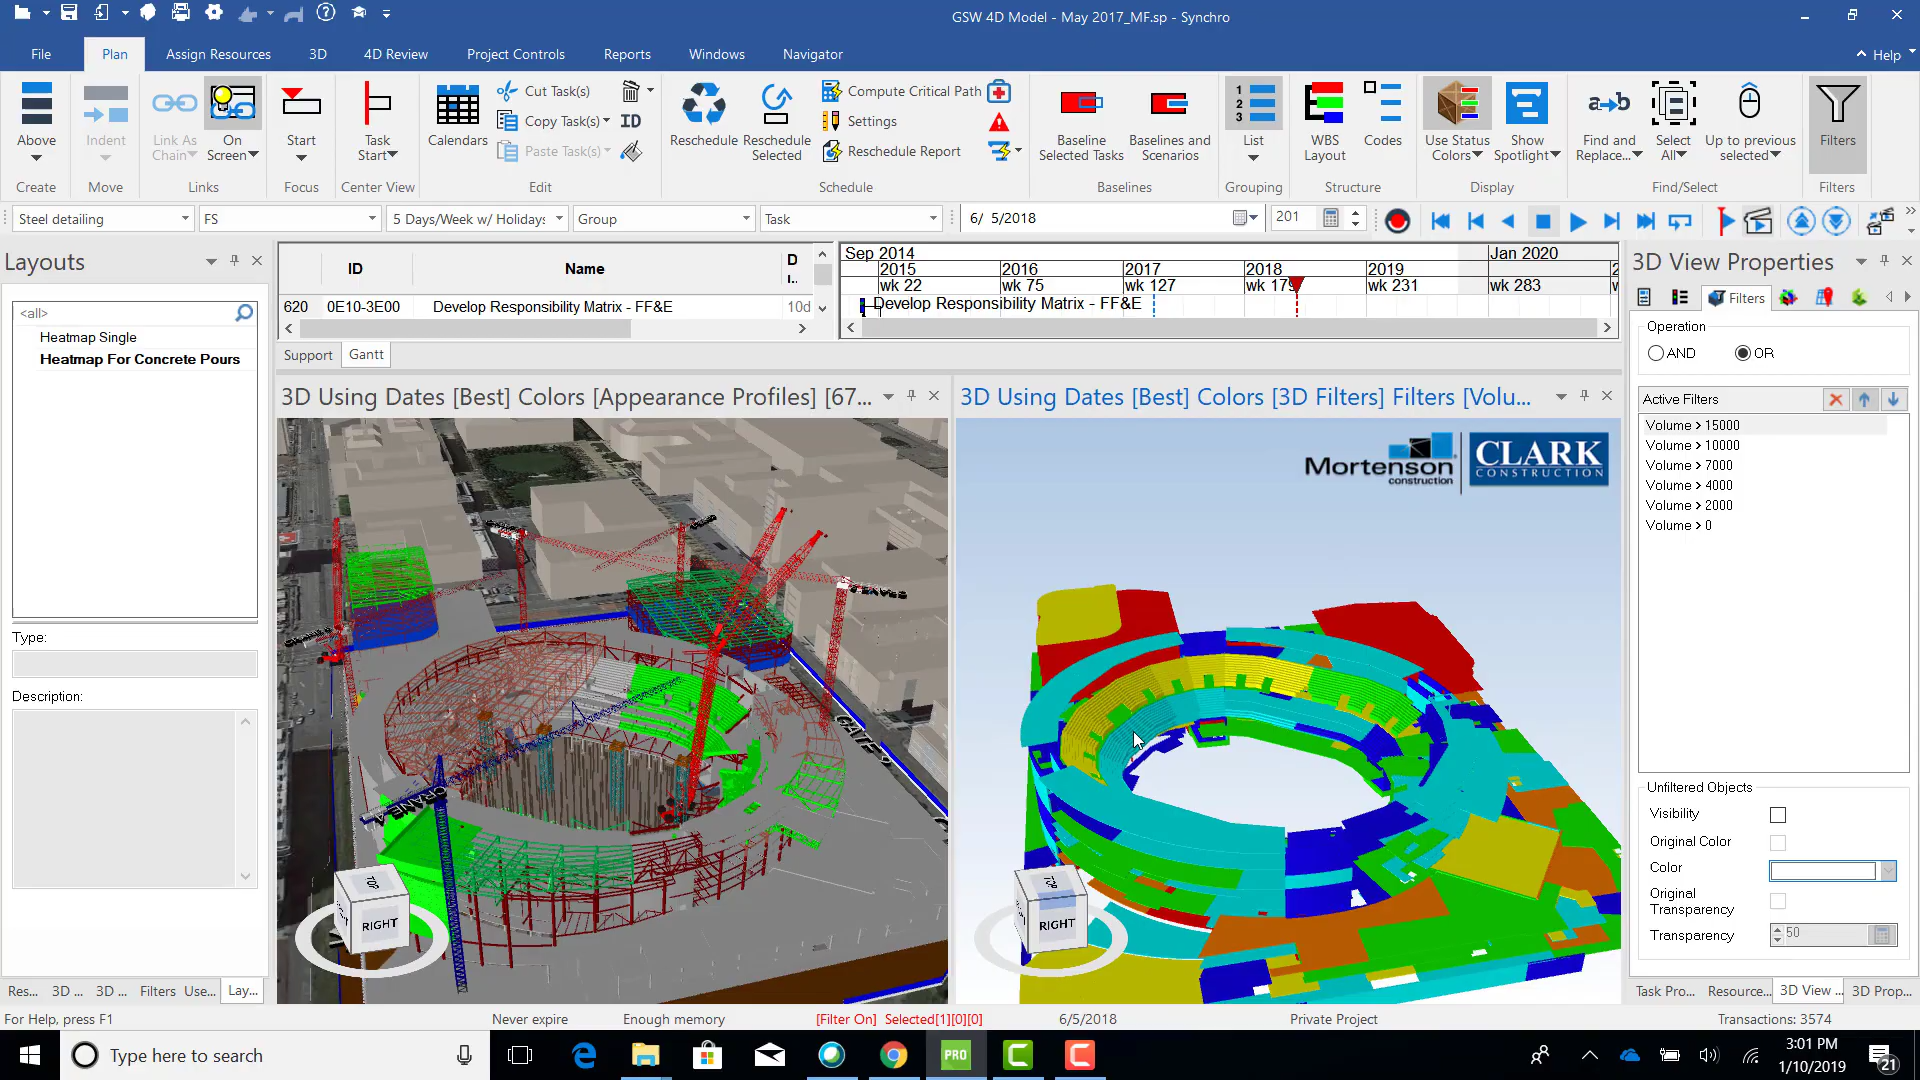 GSW 4D Model - May 2017_MF.sp - Synchro
File
Plan
Assign Resources
3D
4D Review
Project Controls
Reports
Windows
Navigator
Help
Above
Create
Indent
Move
Link As Chain
On Screen
Links
Start
Focus
Task Start
Center View
Calendars
Cut Task(s)
Copy Task(s)
Paste Task(s)
ID
Edit
Reschedule
Reschedule Selected
Compute Critical Path
Settings
Reschedule Report
Schedule
Baseline Selected Tasks
Baselines and Scenarios
Baselines
1
2
3
List
Grouping
WBS Layout
Codes
Structure
Use Status Colors
Show Spotlight
Display
a→b
Find and Replace...
Select All
Up to previous selected
Find/Select
Filters
Filters
Steel detailing
FS
5 Days/Week w/ Holidays
Group
Task
6/ 5/2018
201
Layouts
<all>
Heatmap Single
Heatmap For Concrete Pours
Type:
Description:
Res...
3D ...
3D ...
Filters
Use...
Lay...
ID
Name
D
I..
620
0E10-3E00
Develop Responsibility Matrix - FF&E
10d
Support
Gantt
Sep 2014
Jan 2020
2015
2016
2017
2018
2019
wk 22
wk 75
wk 127
wk 179
wk 231
wk 283
Develop Responsibility Matrix - FF&E
3D Using Dates [Best] Colors [Appearance Profiles] [67...
3D Using Dates [Best] Colors [3D Filters] Filters [Volu...
CRANE A
GATE
TOP
RIGHT
Mortenson
construction
CLARK
CONSTRUCTION
TOP
RIGHT
3D View Properties
Filters
Operation
AND
OR
Active Filters
Volume > 15000
Volume > 10000
Volume > 7000
Volume > 4000
Volume > 2000
Volume > 0
Unfiltered Objects
Visibility
Original Color
Color
Original Transparency
Transparency
50
Task Pro...
Resource...
3D View ...
3D Prop...
For Help, press F1
Never expire
Enough memory
[Filter On] Selected[1][0][0]
6/5/2018
Private Project
Transactions: 3574
Type here to search
PRO
3:01 PM
1/10/2019
21